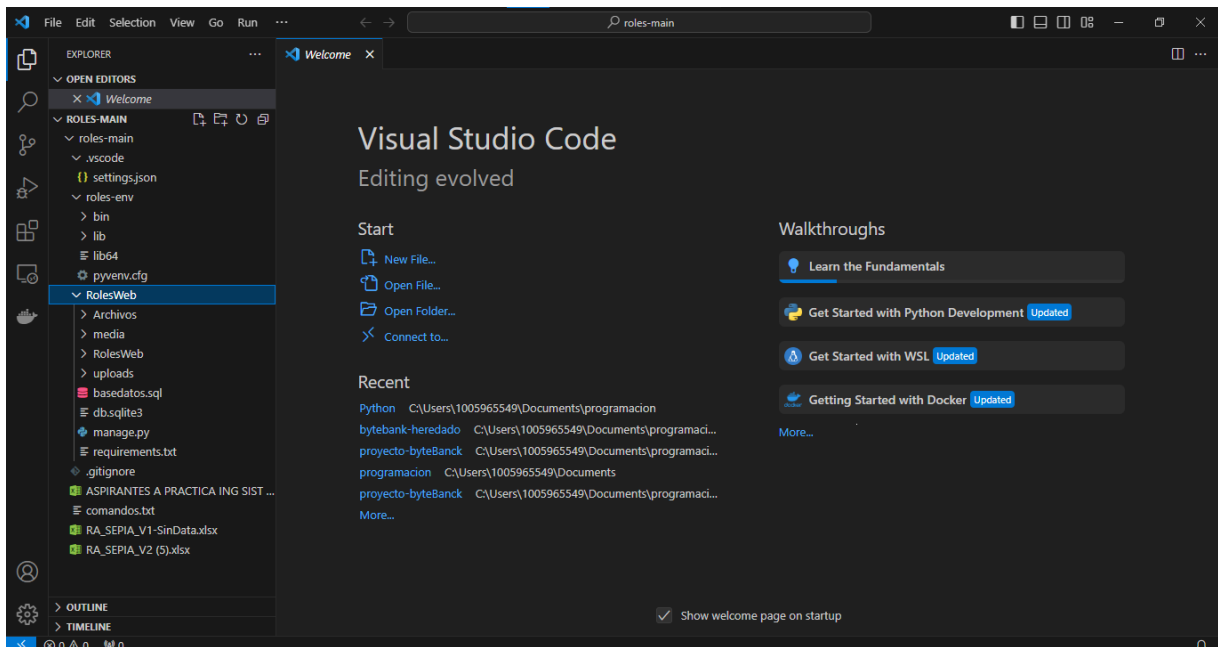 File Edit Selection View Go Run ···
roles-main
EXPLORER
Welcome
OPEN EDITORS
Welcome
ROLES-MAIN
roles-main
.vscode
settings.json
roles-env
bin
lib
lib64
pyvenv.cfg
RolesWeb
Archivos
media
RolesWeb
uploads
basedatos.sql
db.sqlite3
manage.py
requirements.txt
.gitignore
ASPIRANTES A PRACTICA ING SIST ...
comandos.txt
RA_SEPIA_V1-SinData.xlsx
RA_SEPIA_V2 (5).xlsx
OUTLINE
TIMELINE
Visual Studio Code
Editing evolved
Start
New File...
Open File...
Open Folder...
Connect to...
Recent
Python C:\Users\1005965549\Documents\programacion
bytebank-heredado C:\Users\1005965549\Documents\programaci...
proyecto-byteBanck C:\Users\1005965549\Documents\programaci...
programacion C:\Users\1005965549\Documents
proyecto-byteBanck C:\Users\1005965549\Documents\programaci...
More...
Walkthroughs
Learn the Fundamentals
Get Started with Python Development Updated
Get Started with WSL Updated
Getting Started with Docker Updated
More...
Show welcome page on startup
0 0 0